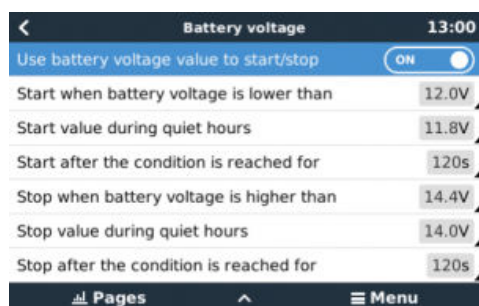 Battery voltage 13:00
Use battery voltage value to start/stop ON
Start when battery voltage is lower than 12.0V
Start value during quiet hours 11.8V
Start after the condition is reached for 120s
Stop when battery voltage is higher than 14.4V
Stop value during quiet hours 14.0V
Stop after the condition is reached for 120s
Pages Menu